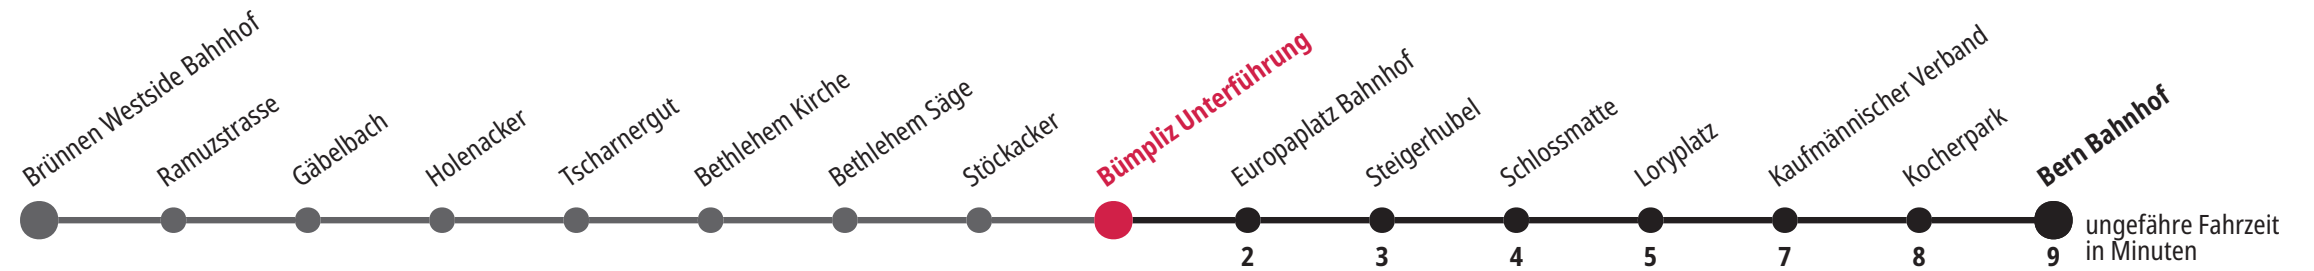 Brünnen Westside Bahnhof
Ramuzstrasse
Gäbelbach
Holenacker
Tscharnergut
Bethlehem Kirche
Bethlehem Säge
Stöckacker
Bümpliz Unterführung
Europaplatz Bahnhof
Steigerhubel
Schlossmatte
Loryplatz
Kaufmännischer Verband
Kocherpark
Bern Bahnhof
2 3 4 5 7 8 9
ungefähre Fahrzeit
in Minuten